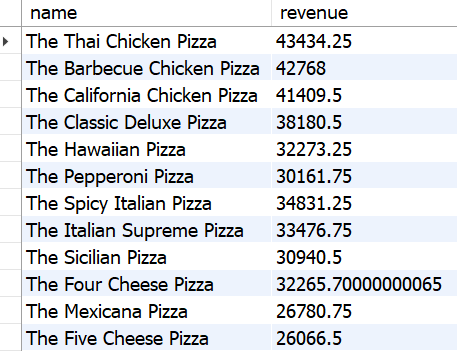 name revenue
The Thai Chicken Pizza 43434.25
The Barbecue Chicken Pizza 42768
The California Chicken Pizza 41409.5
The Classic Deluxe Pizza 38180.5
The Hawaiian Pizza 32273.25
The Pepperoni Pizza 30161.75
The Spicy Italian Pizza 34831.25
The Italian Supreme Pizza 33476.75
The Sicilian Pizza 30940.5
The Four Cheese Pizza 32265.70000000065
The Mexicana Pizza 26780.75
The Five Cheese Pizza 26066.5